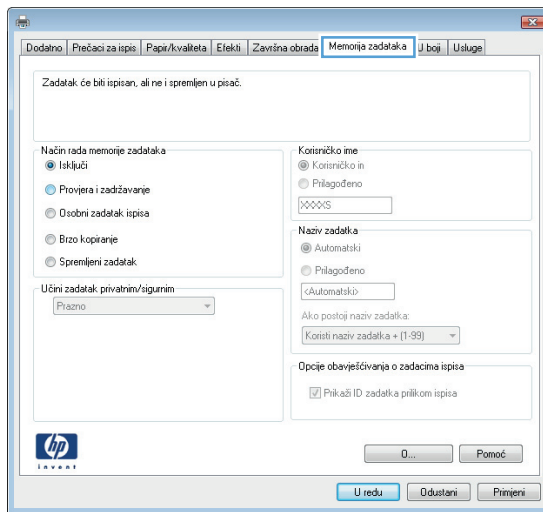 Dodatno Prečaci za ispis Papir/kvaliteta Efekti Završna obrada Memorija zadataka U boji Usluge
Zadatak će biti ispisan, ali ne i spremljen u pisač.
Način rada memorije zadataka
Isključi
Provjera i zadržavanje
Osobni zadatak ispisa
Brzo kopiranje
Spremljeni zadatak
Učini zadatak privatnim/sigurnim
Prazno
Korisničko ime
Korisničko in
Prilagođeno
XXXXS
Naziv zadatka
Automatski
Prilagođeno
<Automatski>
Ako postoji naziv zadatka:
Koristi naziv zadatka + (1-99)
Opcije obavješćivanja o zadacima ispisa
Prikaži ID zadatka prilikom ispisa
hp
invent
O... Pomoć
U redu Odustani Primjeni